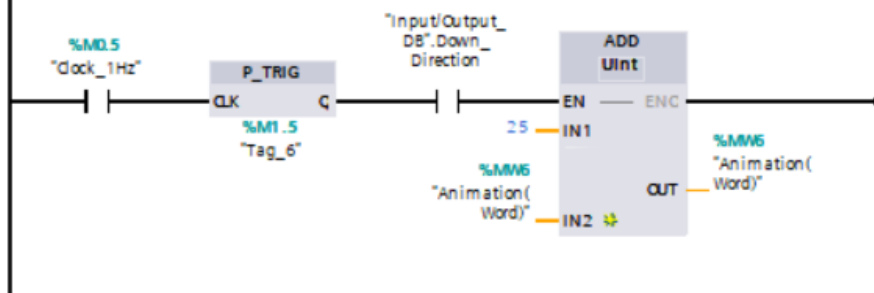 "Input/Output_
DB".Down_
Direction
%M0.5
"Clock_1Hz"
P_TRIG
CLK
Q
%M1.5
"Tag_6"
ADD
UInt
EN
ENO
25
IN1
%MW6
"Animation(
Word)"
IN2
OUT
%MW6
"Animation(
Word)"